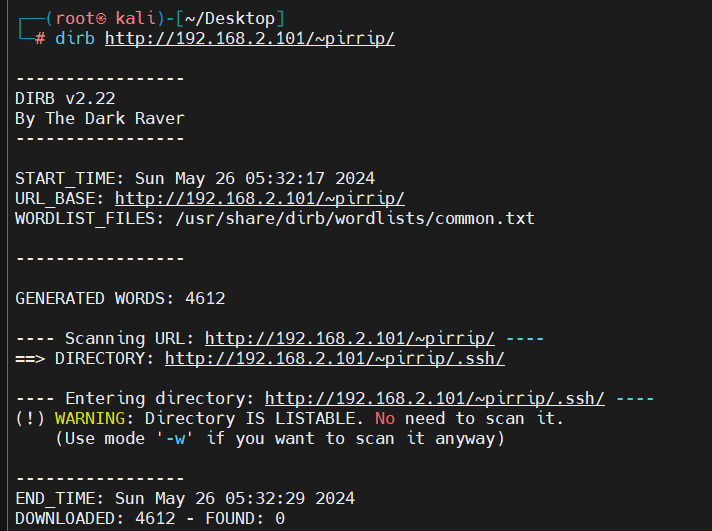 ┌──(root㉿ kali)-[~/Desktop]
└─# dirb http://192.168.2.101/~pirrip/
-----------------
DIRB v2.22
By The Dark Raver
-----------------
START_TIME: Sun May 26 05:32:17 2024
URL_BASE: http://192.168.2.101/~pirrip/
WORDLIST_FILES: /usr/share/dirb/wordlists/common.txt
-----------------
GENERATED WORDS: 4612
---- Scanning URL: http://192.168.2.101/~pirrip/ ----
==> DIRECTORY: http://192.168.2.101/~pirrip/.ssh/
---- Entering directory: http://192.168.2.101/~pirrip/.ssh/ ----
(!) WARNING: Directory IS LISTABLE. No need to scan it.
    (Use mode '-w' if you want to scan it anyway)
-----------------
END_TIME: Sun May 26 05:32:29 2024
DOWNLOADED: 4612 - FOUND: 0